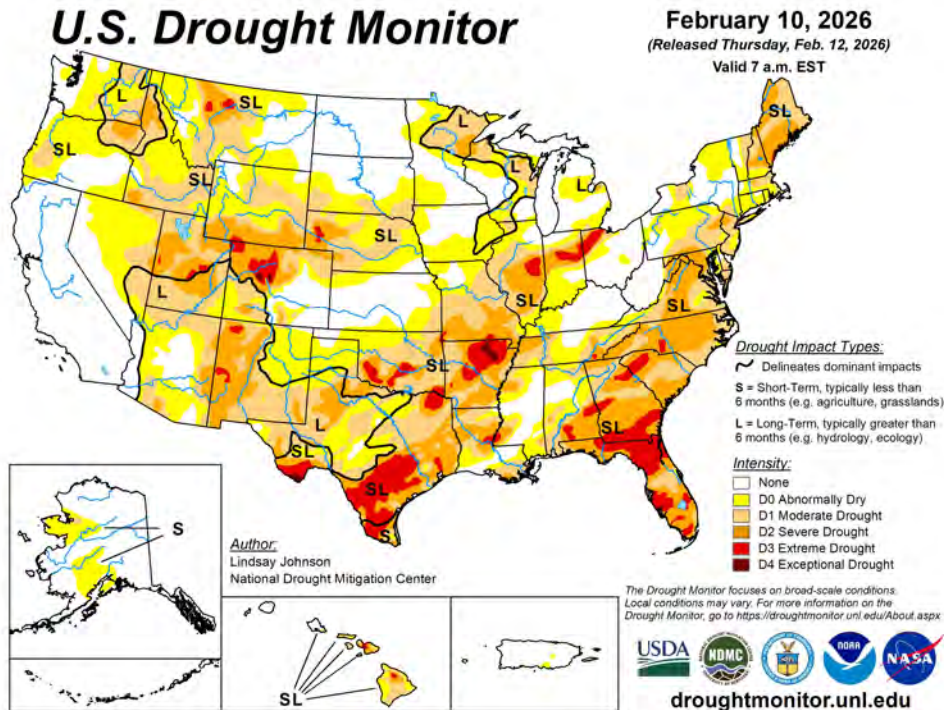 U.S. Drought Monitor
February 10, 2026
(Released Thursday, Feb. 12, 2026)
Valid 7 a.m. EST
L
SL
L
SL
SL
L
L
SL
L
SL
SL
L
SL
SL
SL
L
SL
SL
SL
S
Drought Impact Types:
Delineates dominant impacts
S = Short-Term, typically less than
6 months (e.g. agriculture, grasslands)
L = Long-Term, typically greater than
6 months (e.g. hydrology, ecology)
Intensity:
None
D0 Abnormally Dry
D1 Moderate Drought
D2 Severe Drought
D3 Extreme Drought
D4 Exceptional Drought
S
Author:
Lindsay Johnson
National Drought Mitigation Center
SL
The Drought Monitor focuses on broad-scale conditions.
Local conditions may vary. For more information on the
Drought Monitor, go to https://droughtmonitor.unl.edu/About.aspx
USDA
NDMC
NOAA
NASA
droughtmonitor.unl.edu